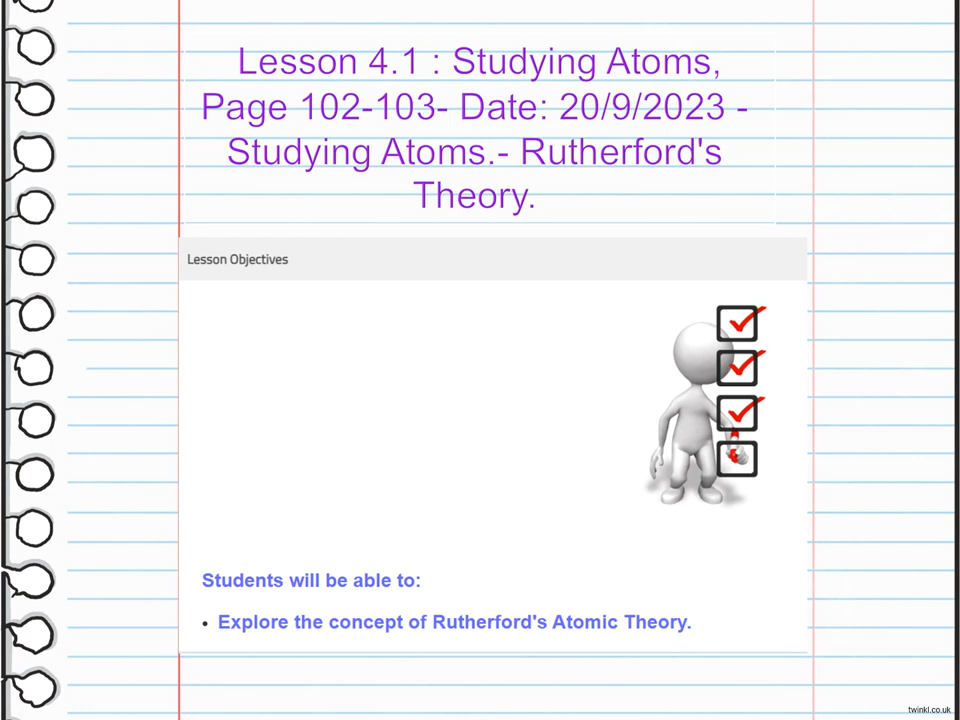 Lesson 4.1 : Studying Atoms,
Page 102-103- Date: 20/9/2023 -
Studying Atoms.- Rutherford's
Theory.
Lesson Objectives
Students will be able to:
• Explore the concept of Rutherford's Atomic Theory.
twinkl.co.uk